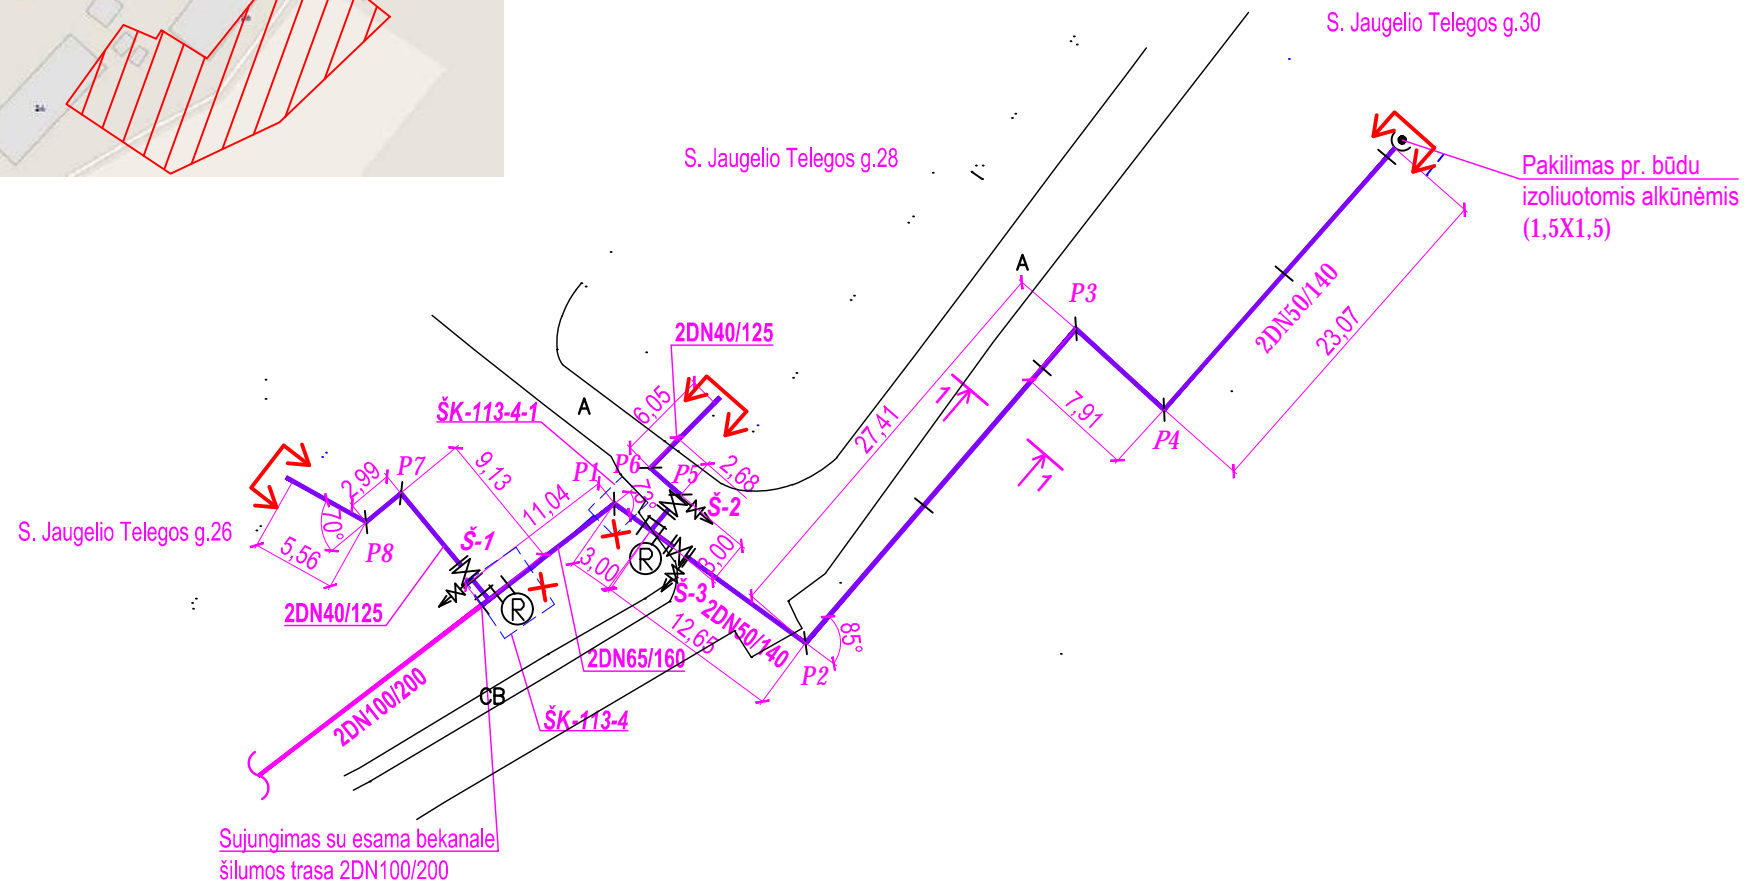 S. Jaugelio Telegos g.30
S. Jaugelio Telegos g.28
Pakilimas pr. būdu
izoliuotomis alkūnėmis
(1,5X1,5)
A
P3
2DN50/140
23,07
2DN40/125
27,41
1
7,91
P4
1
6,05
ŠK-113-4-1
A
P7
9,13
2,99
P1
P6
P5
2,68
73°
Š-2
11,04
S. Jaugelio Telegos g.26
70°
P8
5,56
Š-1
3,00
R
3,00
Š-3
2DN40/125
R
12,65
2DN50/140
85°
2DN65/160
P2
CB
2DN100/200
ŠK-113-4
Sujungimas su esama bekanale
šilumos trasa 2DN100/200